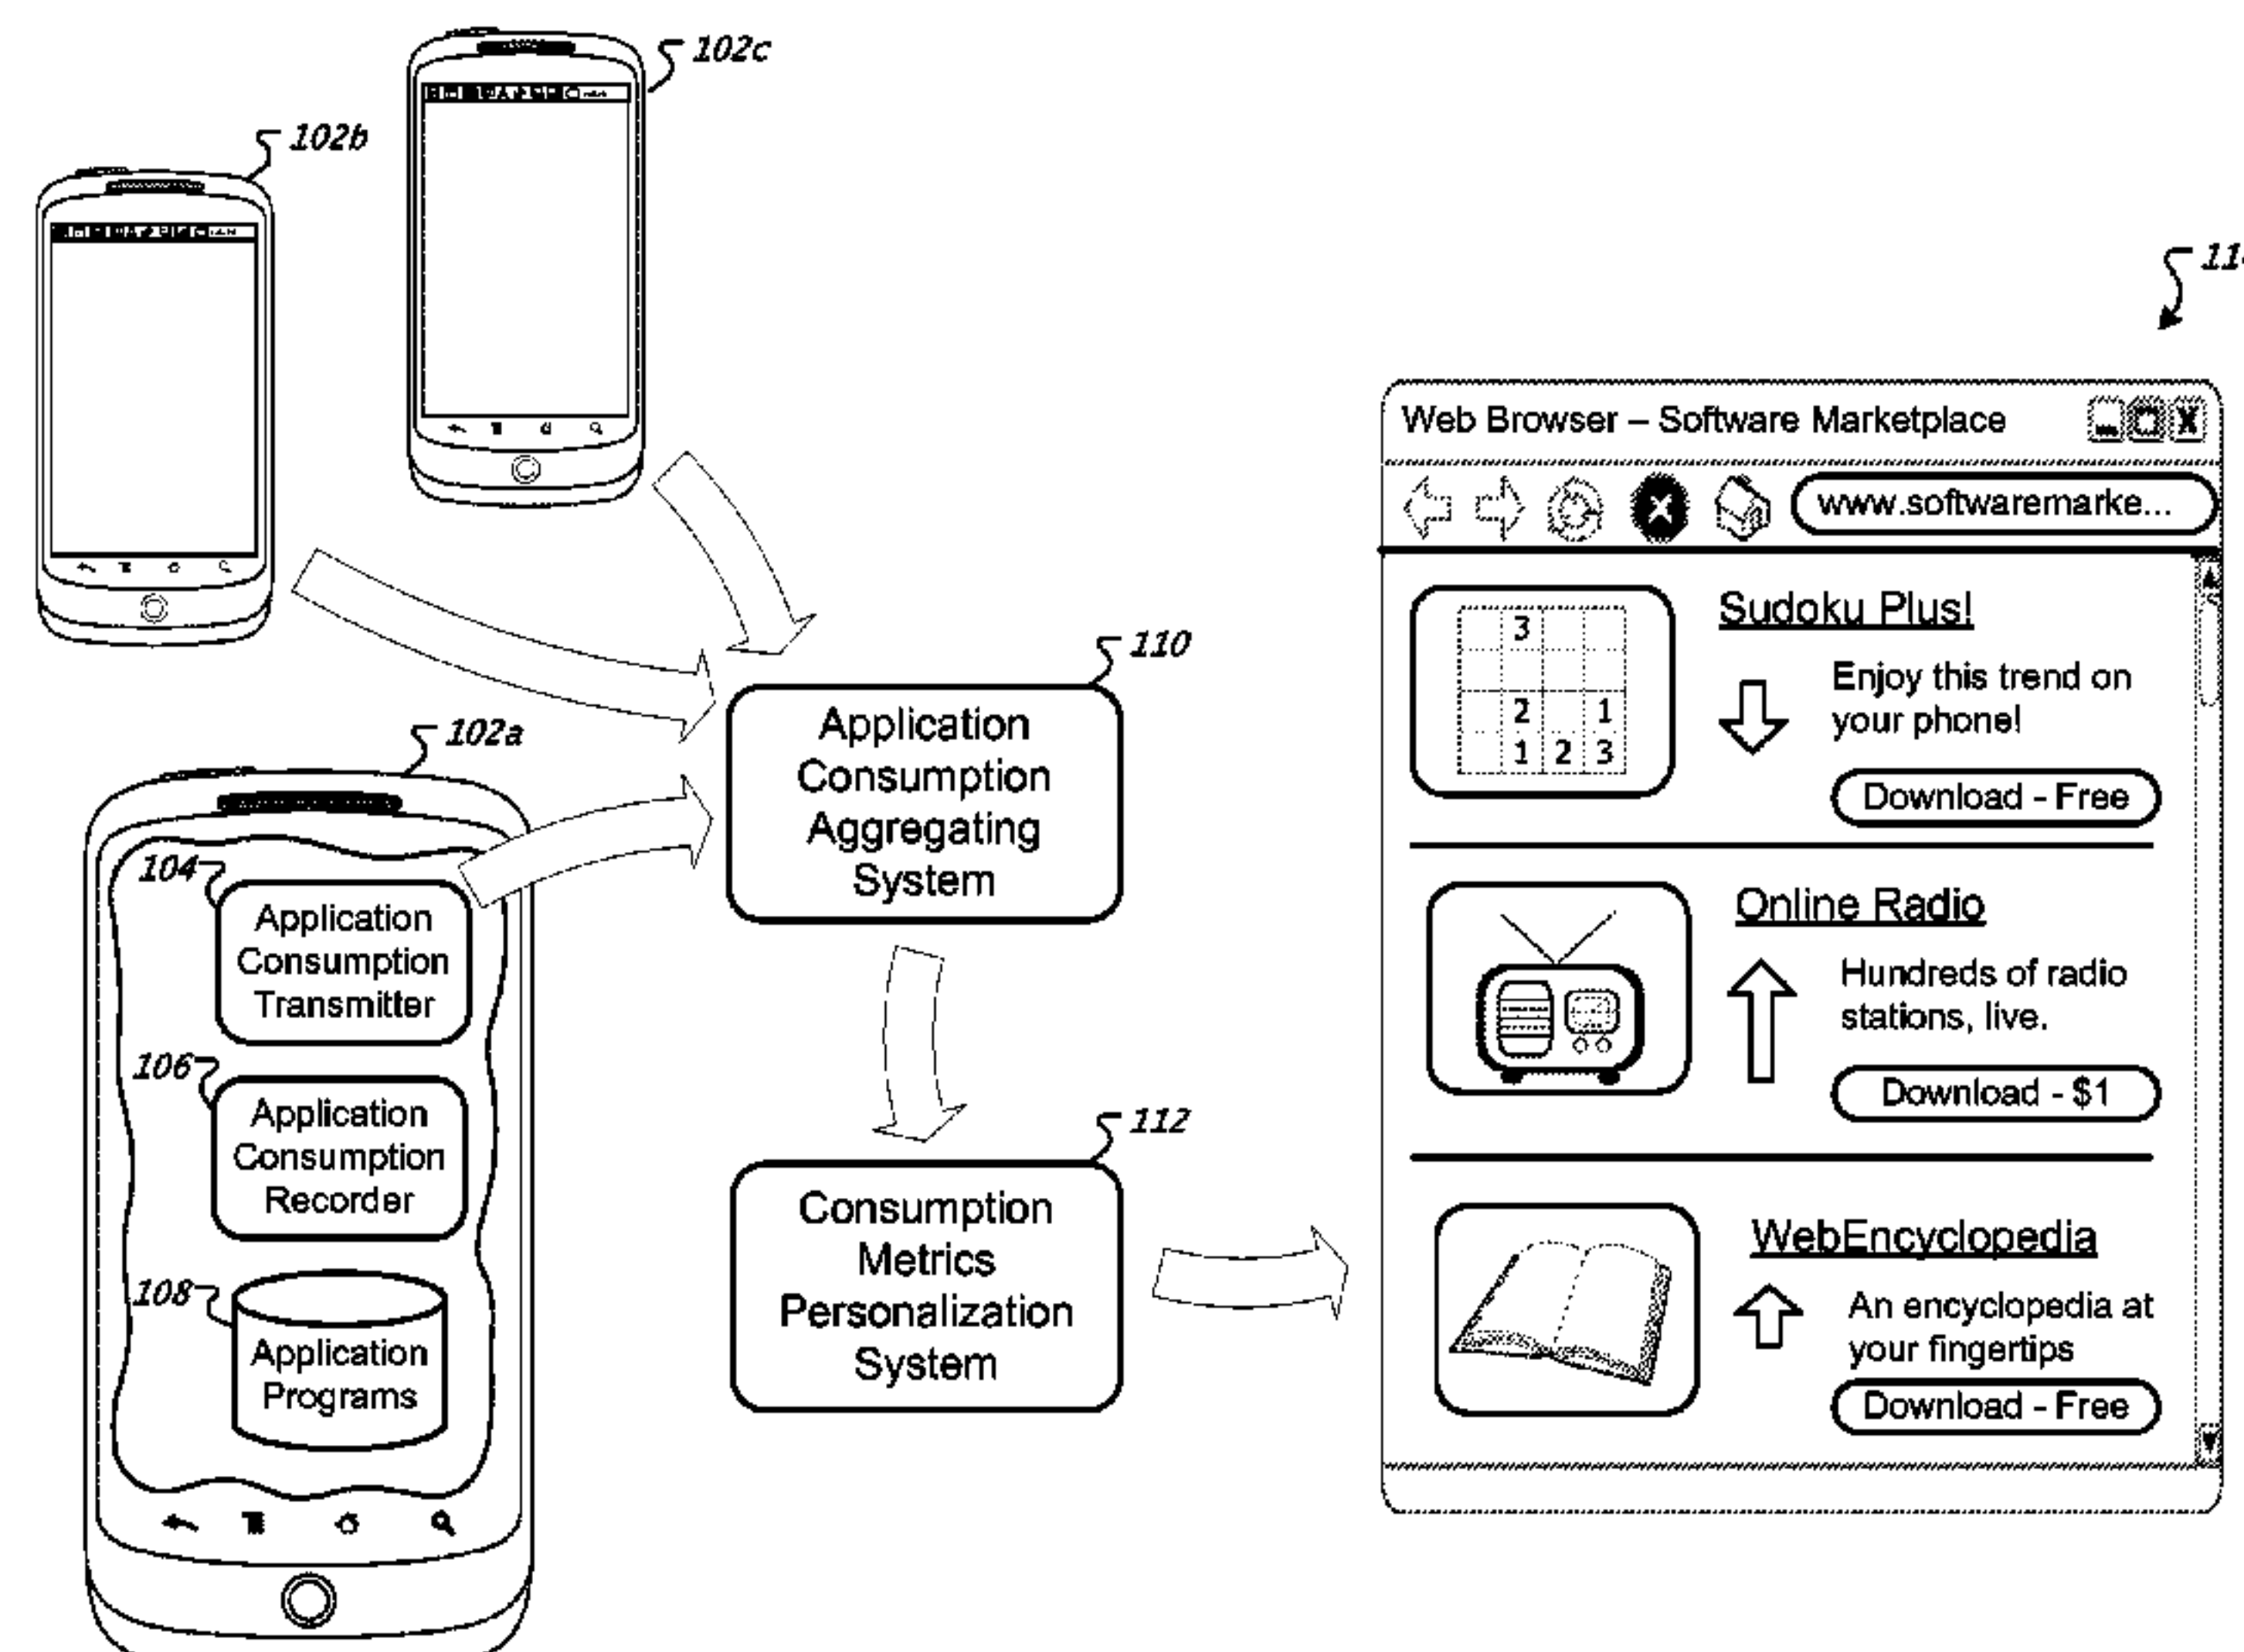 102c
102b
102a
104
Application
Consumption
Transmitter
106
Application
Consumption
Recorder
108
Application
Programs
110
Application
Consumption
Aggregating
System
112
Consumption
Metrics
Personalization
System
Web Browser – Software Marketplace
www.softwaremarke...
3
2 1
1 2 3
Sudoku Plus!
Enjoy this trend on
your phone!
Download - Free
Online Radio
Hundreds of radio
stations, live.
Download - $1
WebEncyclopedia
An encyclopedia at
your fingertips
Download - Free